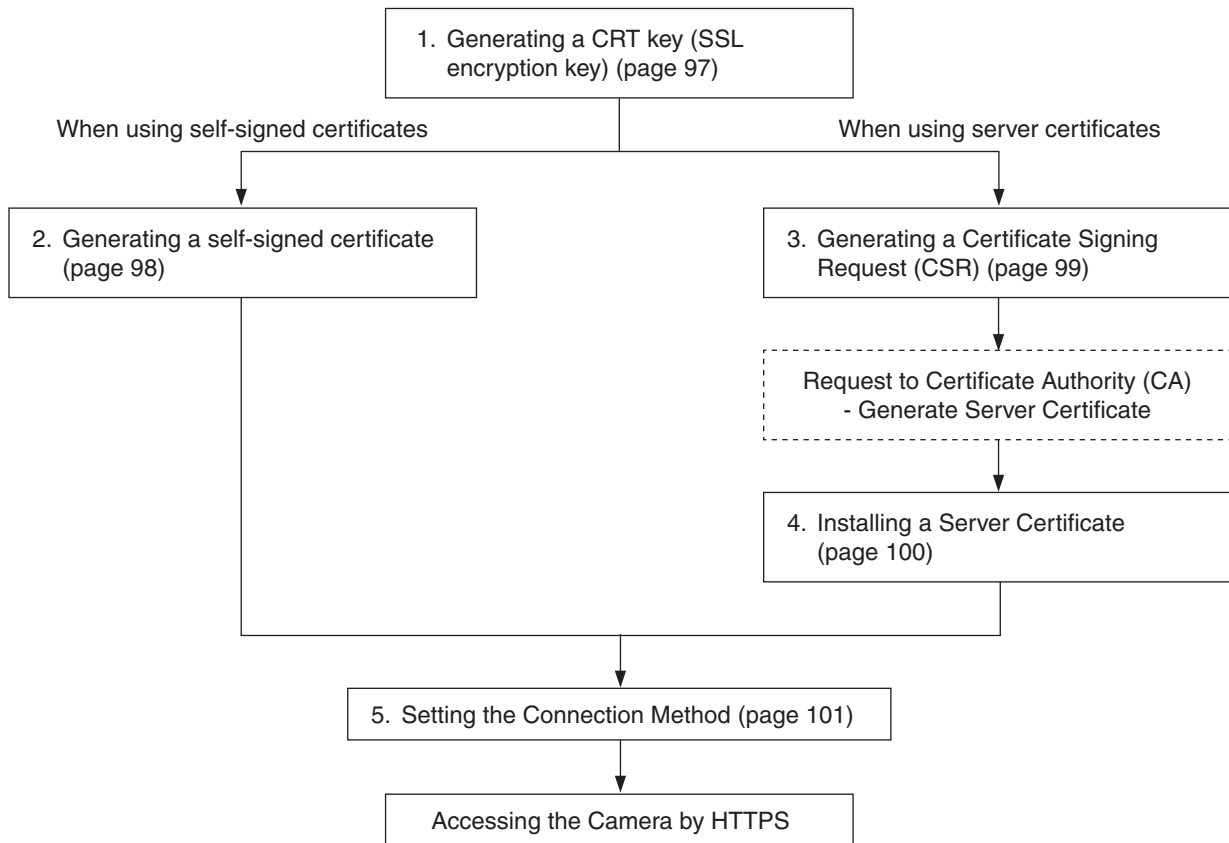 1. Generating a CRT key (SSL
encryption key) (page 97)
When using self-signed certificates
When using server certificates
2. Generating a self-signed certificate
(page 98)
3. Generating a Certificate Signing
Request (CSR) (page 99)
Request to Certificate Authority (CA)
- Generate Server Certificate
4. Installing a Server Certificate
(page 100)
5. Setting the Connection Method (page 101)
Accessing the Camera by HTTPS